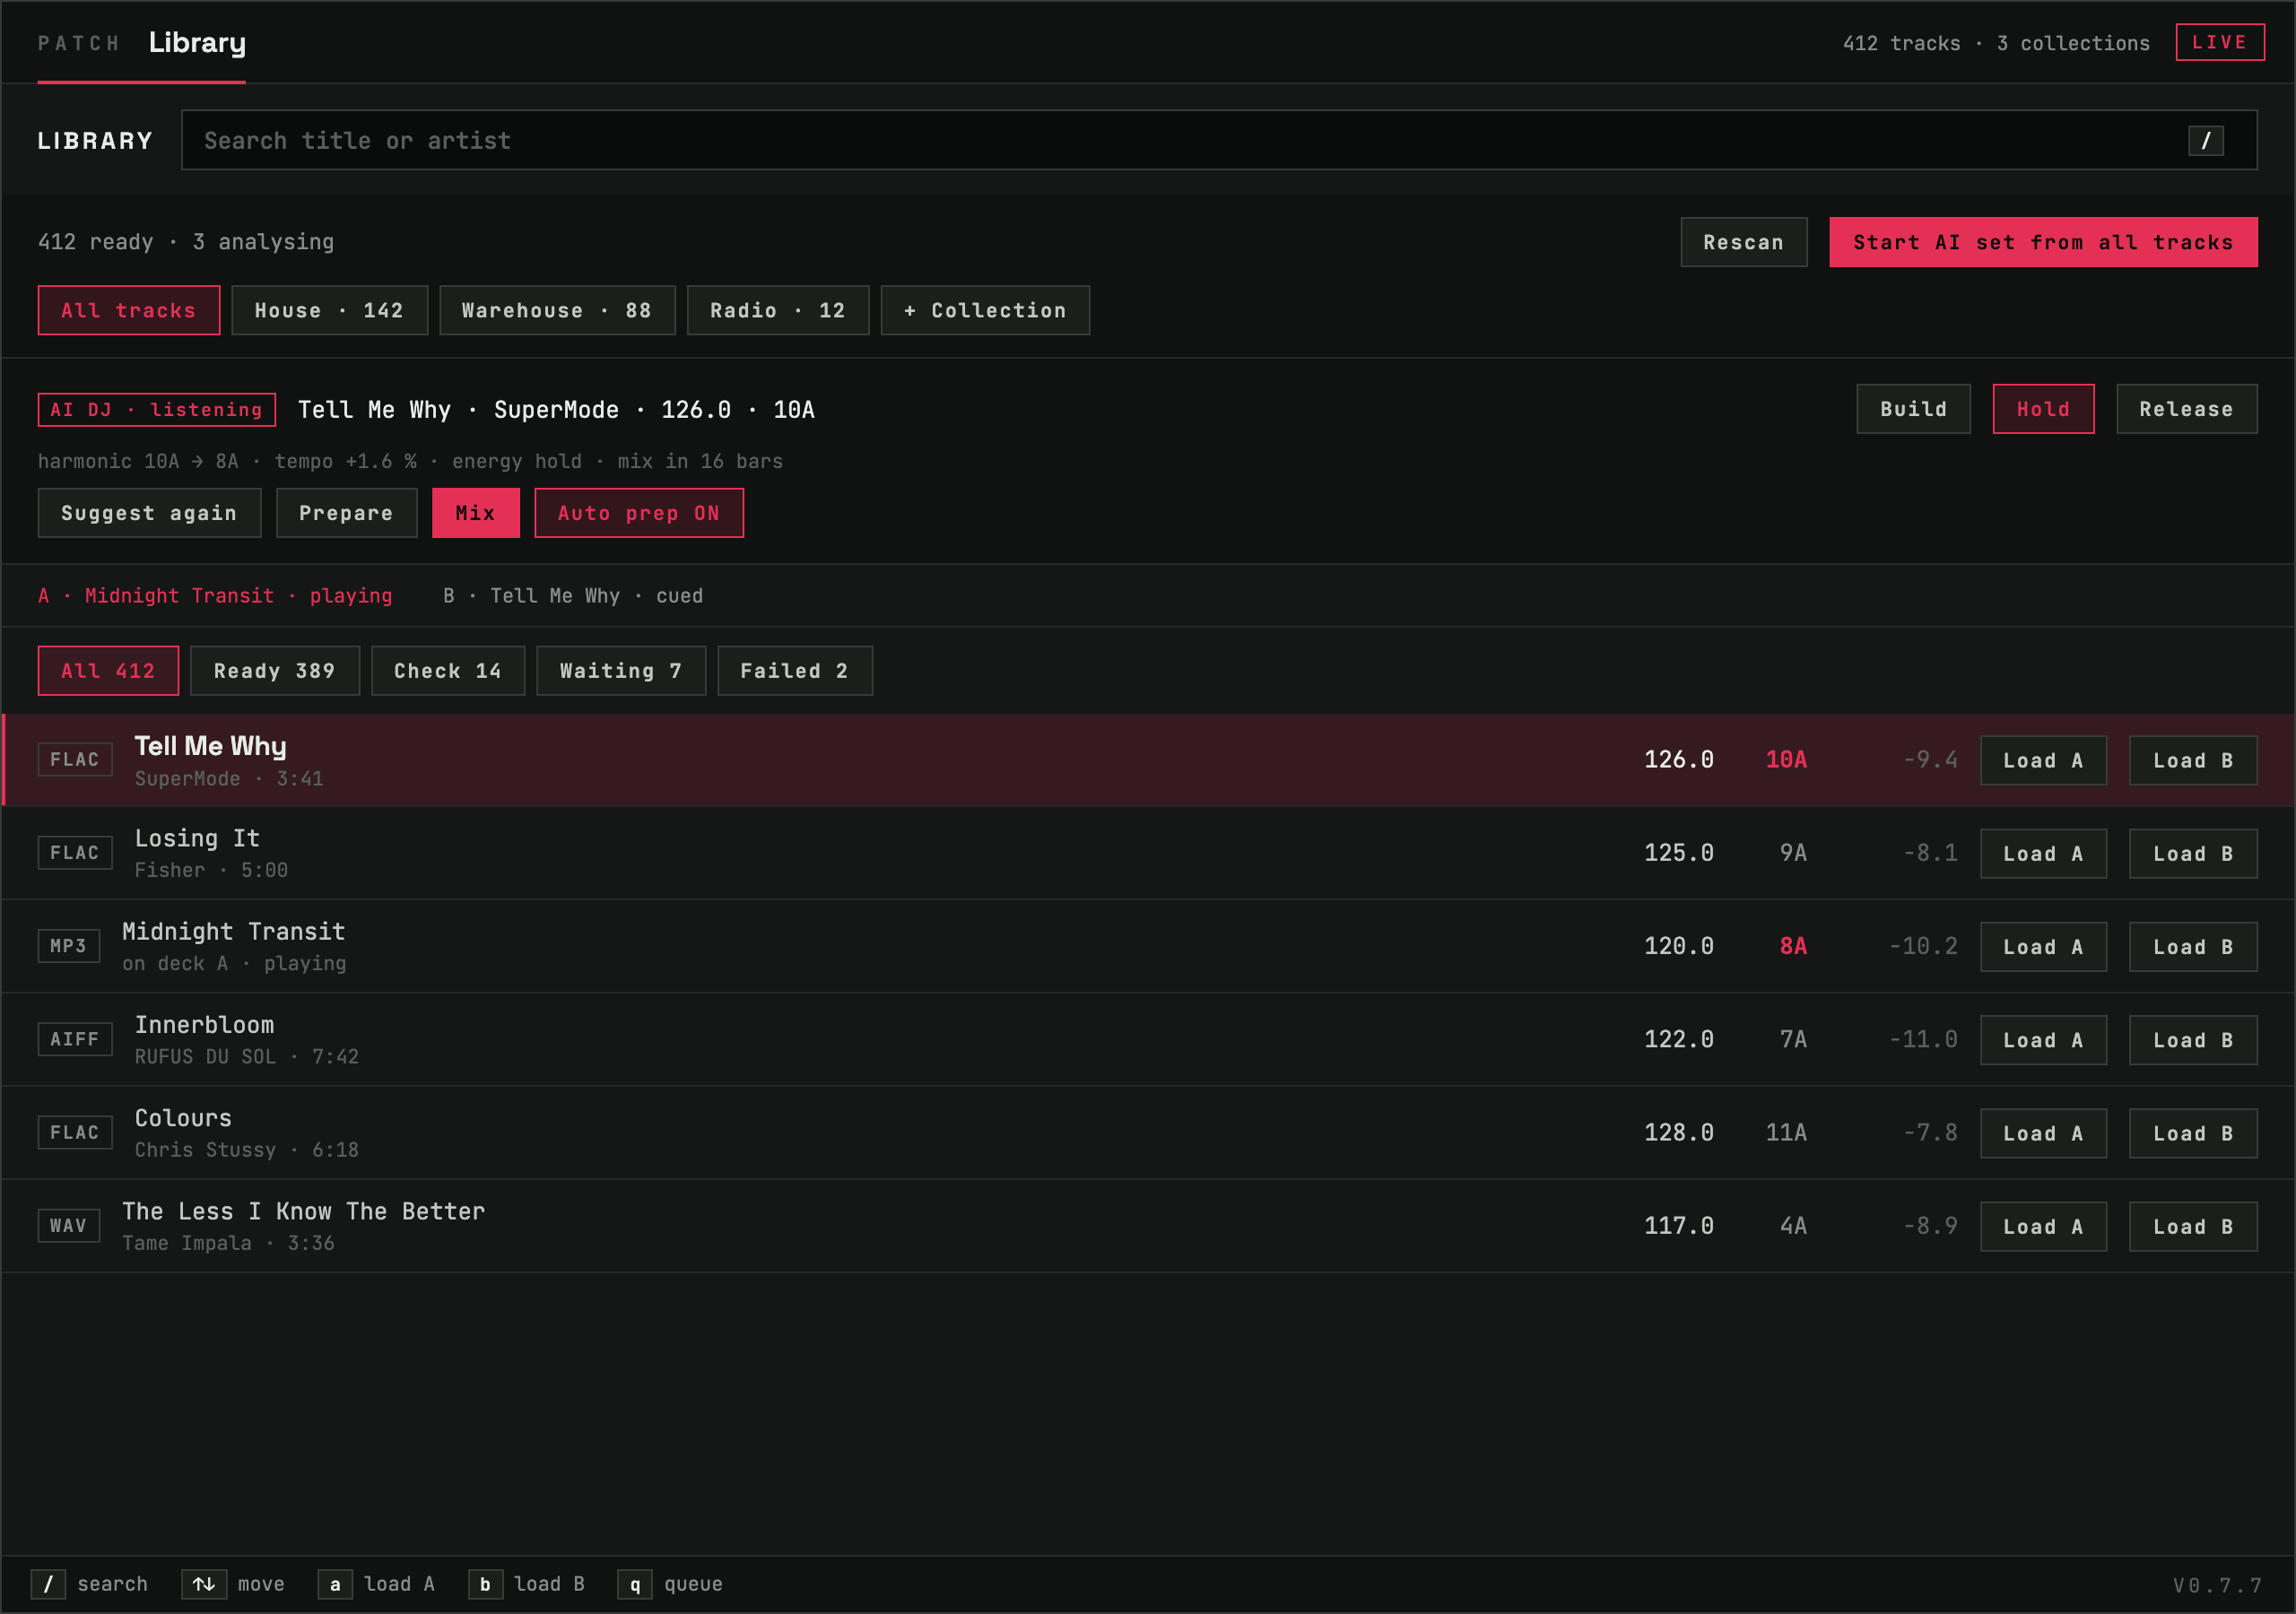 PATCH Library 412 tracks · 3 collections LIVE
LIBRARY Search title or artist /
412 ready · 3 analysing Rescan Start AI set from all tracks
All tracks House · 142 Warehouse · 88 Radio · 12 + Collection
AI DJ · listening Tell Me Why · SuperMode · 126.0 · 10A Build Hold Release
harmonic 10A → 8A · tempo +1.6 % · energy hold · mix in 16 bars
Suggest again Prepare Mix Auto prep ON
A · Midnight Transit · playing B · Tell Me Why · cued
All 412 Ready 389 Check 14 Waiting 7 Failed 2
FLAC Tell Me Why 126.0 10A -9.4 Load A Load B
SuperMode · 3:41
FLAC Losing It 125.0 9A -8.1 Load A Load B
Fisher · 5:00
MP3 Midnight Transit 120.0 8A -10.2 Load A Load B
on deck A · playing
AIFF Innerbloom 122.0 7A -11.0 Load A Load B
RUFUS DU SOL · 7:42
FLAC Colours 128.0 11A -7.8 Load A Load B
Chris Stussy · 6:18
WAV The Less I Know The Better 117.0 4A -8.9 Load A Load B
Tame Impala · 3:36
/ search ↑↓ move a load A b load B q queue V0.7.7